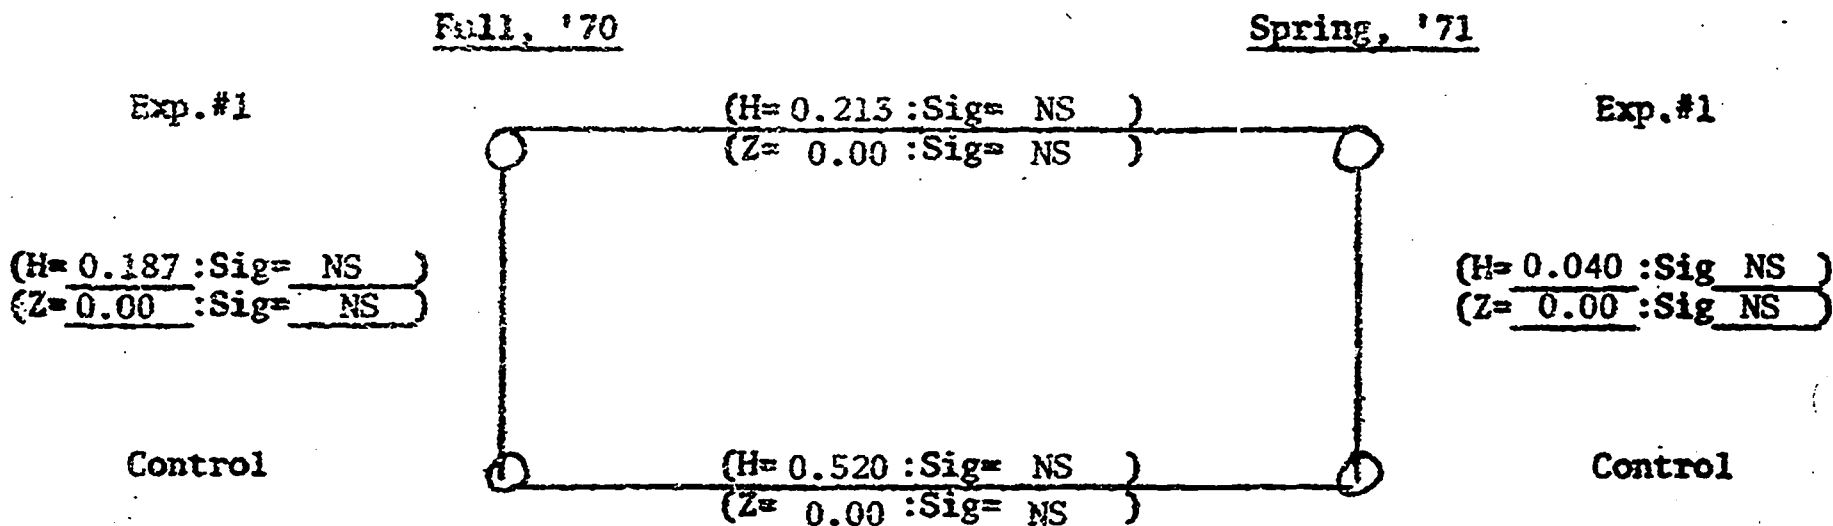 Fall, '70 Spring, '71
Exp.#1 (H= 0.213 :Sig= NS ) Exp.#1
(Z= 0.00 :Sig= NS )
(H= 0.187 :Sig= NS ) (H= 0.040 :Sig NS )
(Z= 0.00 :Sig= NS ) (Z= 0.00 :Sig NS )
Control (H= 0.520 :Sig= NS ) Control
(Z= 0.00 :Sig= NS )